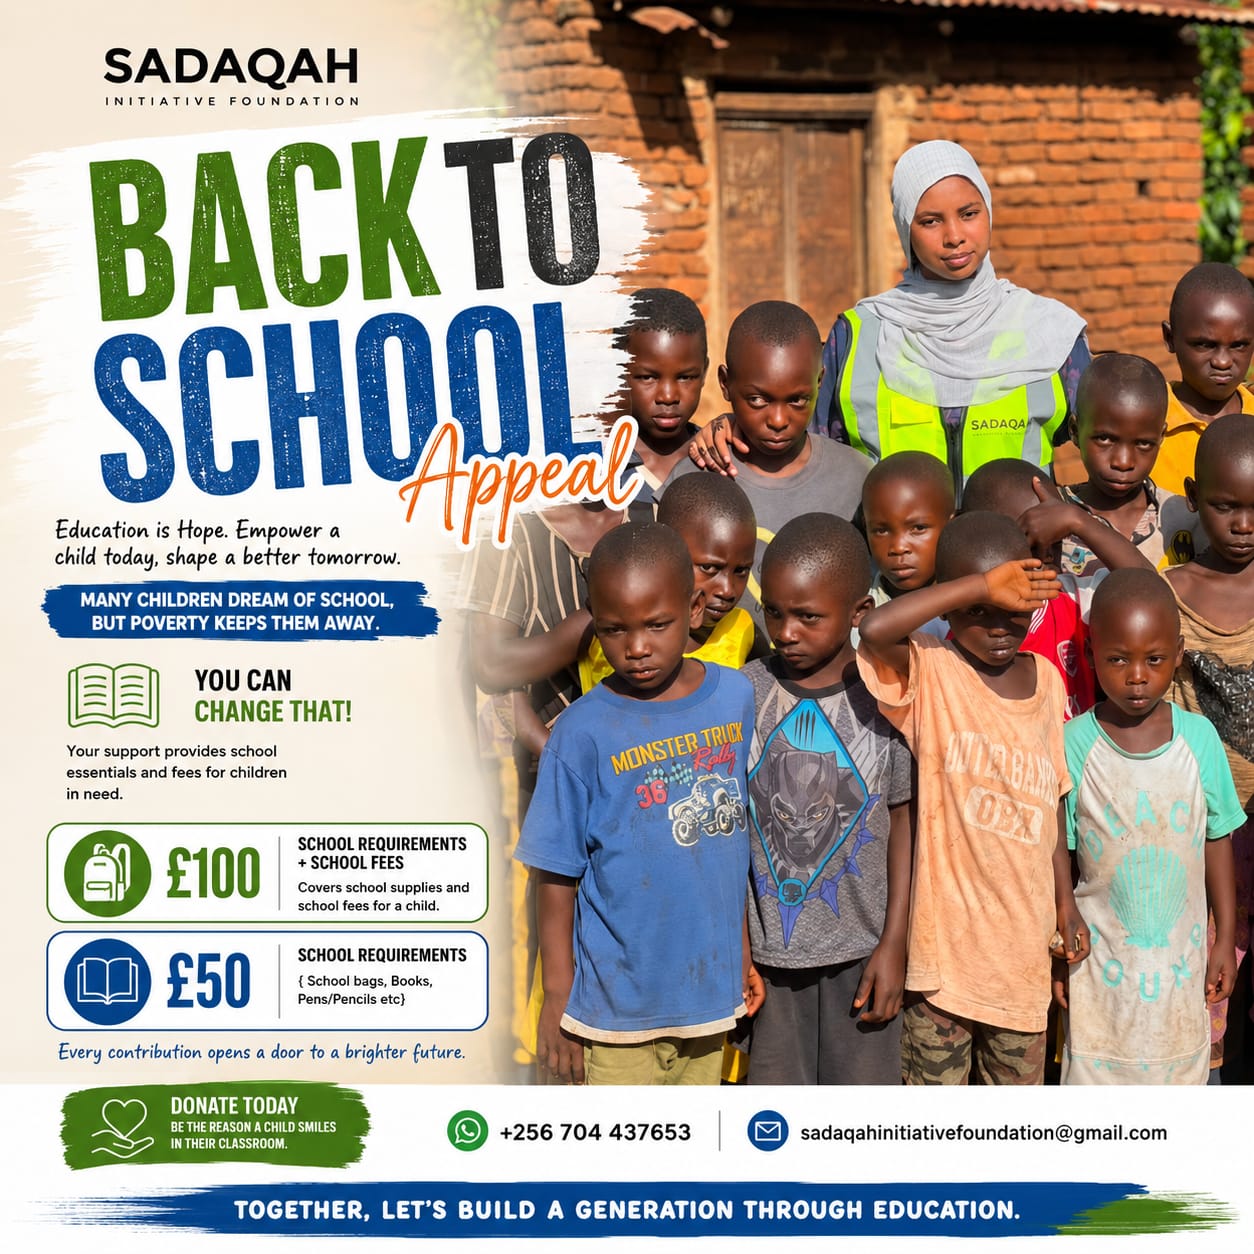 SADAQAH
INITIATIVE FOUNDATION
BACK TO
SCHOOL
Appeal
Education is Hope. Empower a
child today, shape a better tomorrow.
MANY CHILDREN DREAM OF SCHOOL,
BUT POVERTY KEEPS THEM AWAY.
YOU CAN
CHANGE THAT!
Your support provides school
essentials and fees for children
in need.
£100
SCHOOL REQUIREMENTS
+ SCHOOL FEES
Covers school supplies and
school fees for a child.
£50
SCHOOL REQUIREMENTS
{ School bags, Books,
Pens/Pencils etc}
Every contribution opens a door to a brighter future.
SADAQA
MONSTER TRUCK
Rally
36
DONATE TODAY
BE THE REASON A CHILD SMILES
IN THEIR CLASSROOM.
+256 704 437653
sadaqahinitiativefoundation@gmail.com
TOGETHER, LET'S BUILD A GENERATION THROUGH EDUCATION.